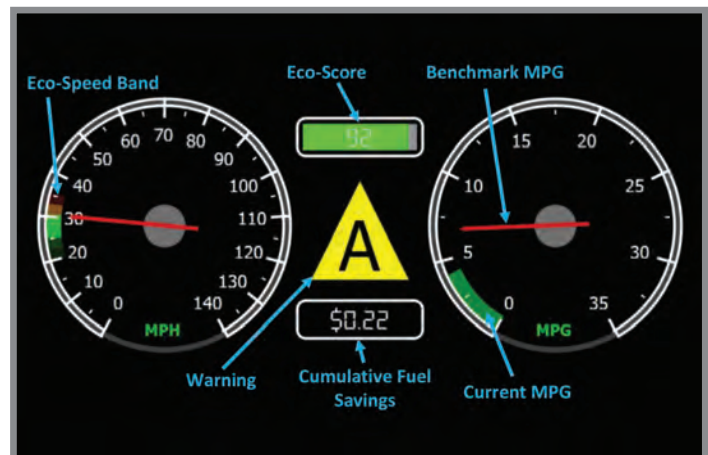 Eco-Speed Band
Eco-Score
Benchmark MPG
92
A
$0.22
0
10
20
30
40
50
60
70
80
90
100
110
120
130
140
MPH
0
5
10
15
20
25
30
35
MPG
Warning
Cumulative Fuel
Savings
Current MPG